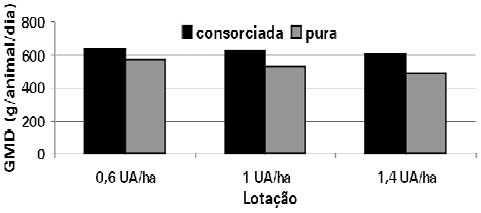 800
consorciada pura
600
400
200
0
GMD (g/animal/dia)
0,6 UA/ha 1 UA/ha 1,4 UA/ha
Lotação